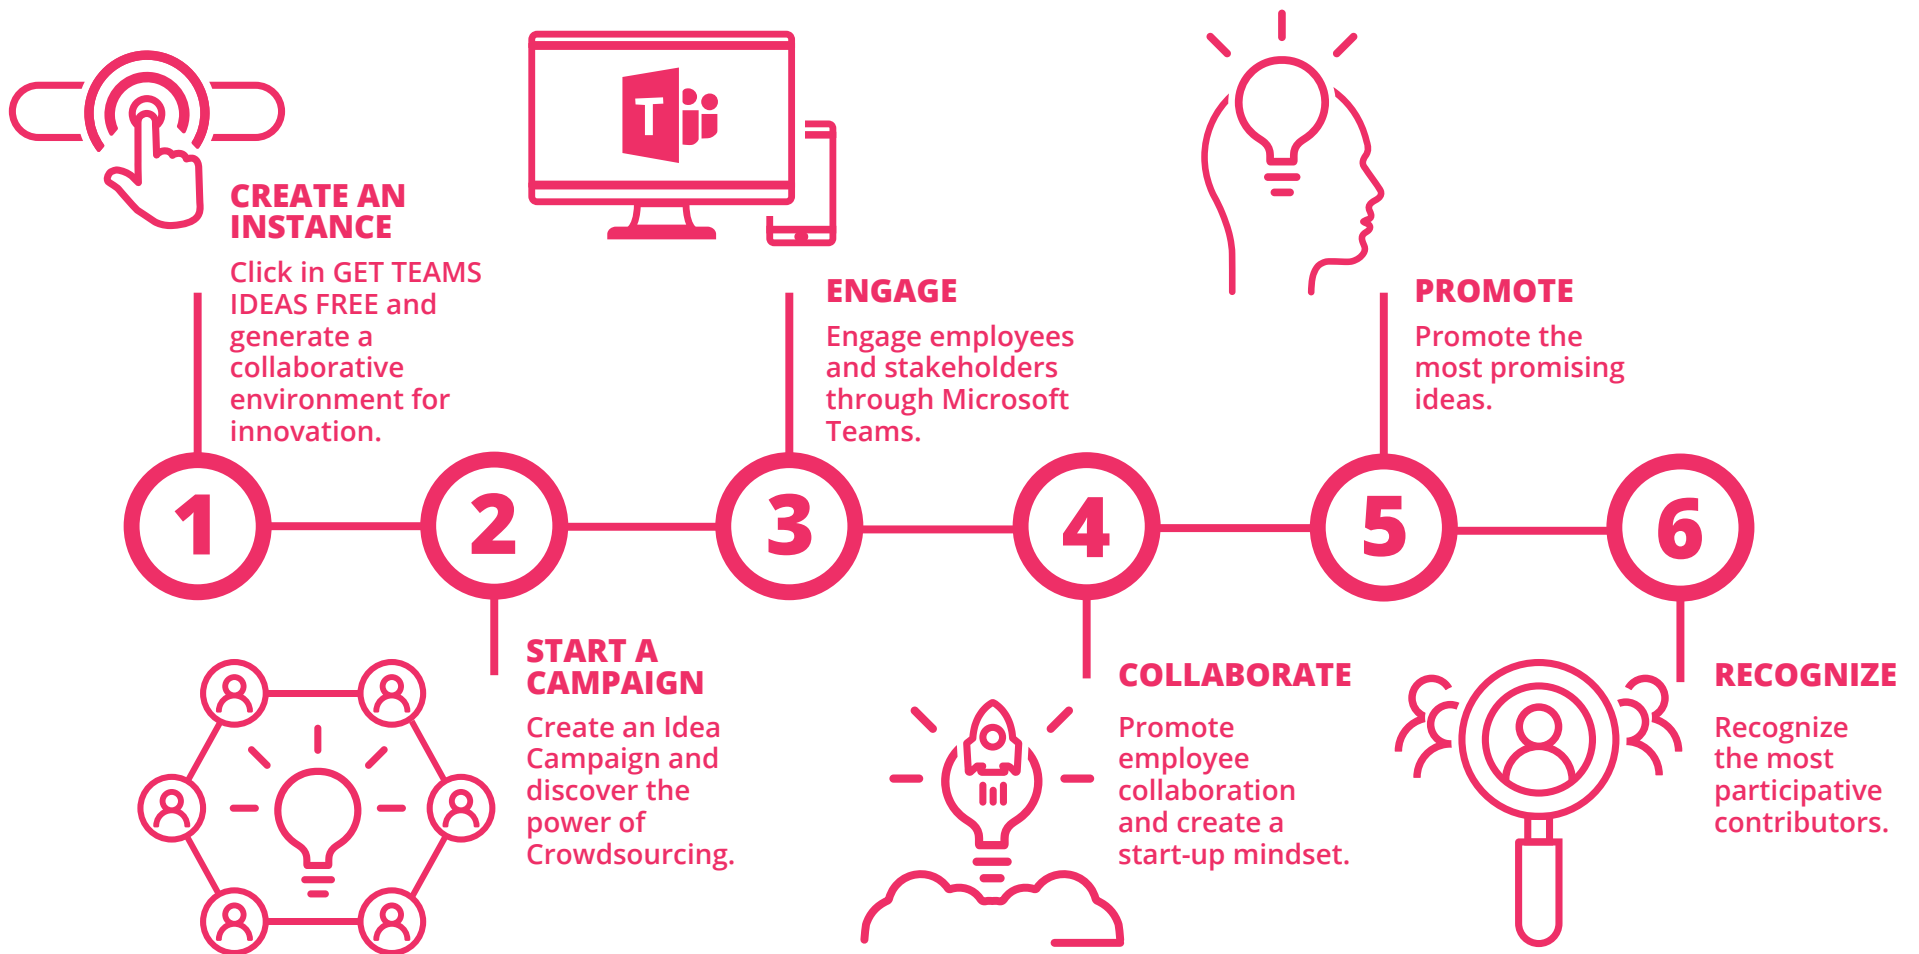 CREATE AN
INSTANCE
Click in GET TEAMS
IDEAS FREE and
generate a
collaborative
environment for
innovation.
1
START A
CAMPAIGN
Create an Idea
Campaign and
discover the
power of
Crowdsourcing.
2
T
ENGAGE
Engage employees
and stakeholders
through Microsoft
Teams.
3
COLLABORATE
Promote
employee
collaboration
and create a
start-up mindset.
4
PROMOTE
Promote the
most promising
ideas.
5
RECOGNIZE
Recognize
the most
participative
contributors.
6